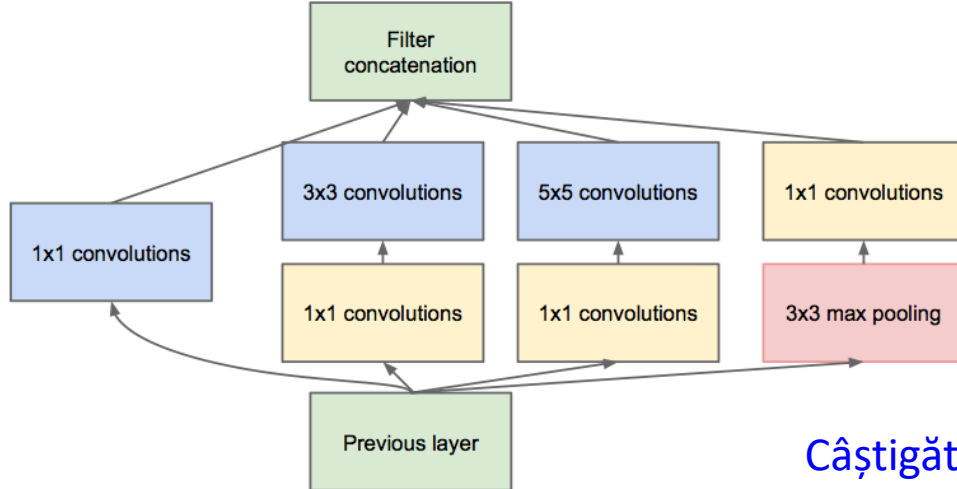 Filter
concatenation
3x3 convolutions
5x5 convolutions
1x1 convolutions
1x1 convolutions
1x1 convolutions
1x1 convolutions
3x3 max pooling
Previous layer
Câștigăt